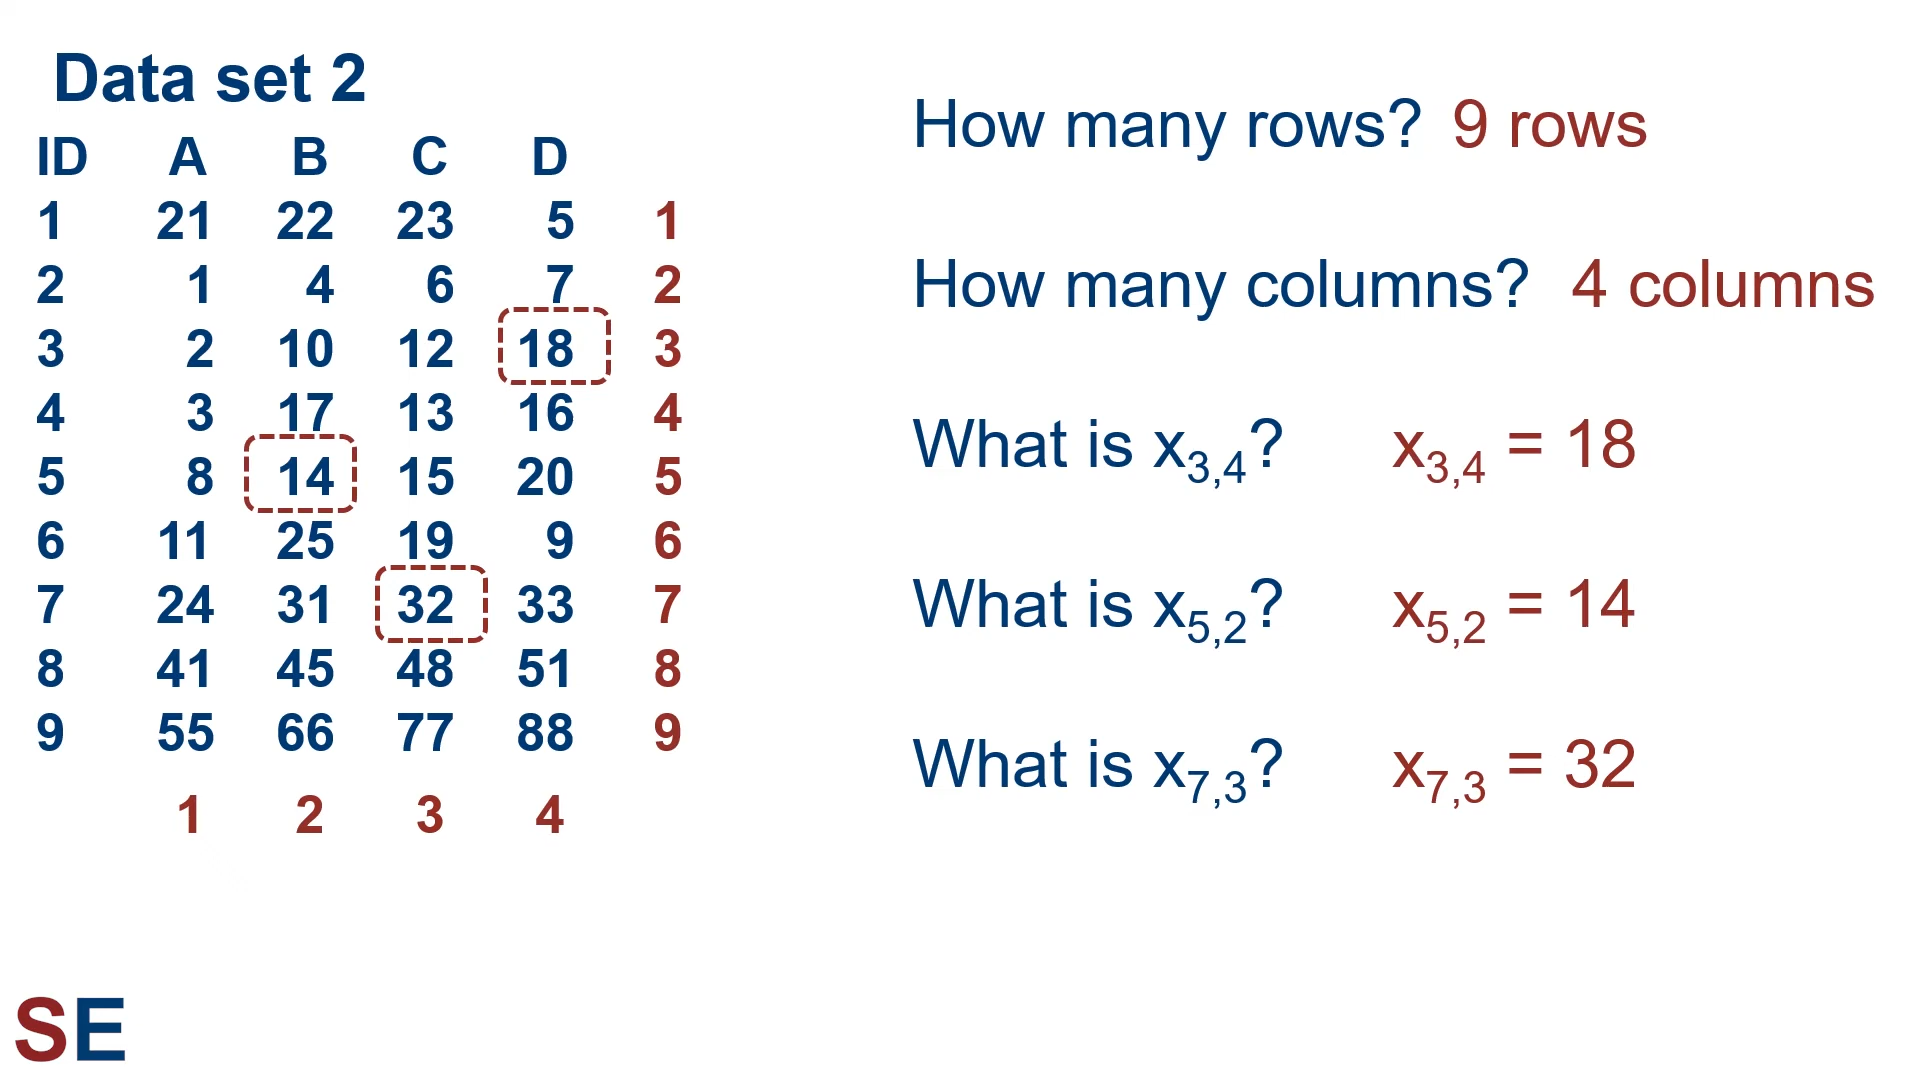 Data set 2
ID A B C D
1 21 22 23 5 1
2 1 4 6 7 2
3 2 10 12 18 3
4 3 17 13 16 4
5 8 14 15 20 5
6 11 25 19 9 6
7 24 31 32 33 7
8 41 45 48 51 8
9 55 66 77 88 9
1 2 3 4
How many rows? 9 rows
How many columns? 4 columns
What is x3,4? x3,4 = 18
What is x5,2? x5,2 = 14
What is x7,3? x7,3 = 32
SE